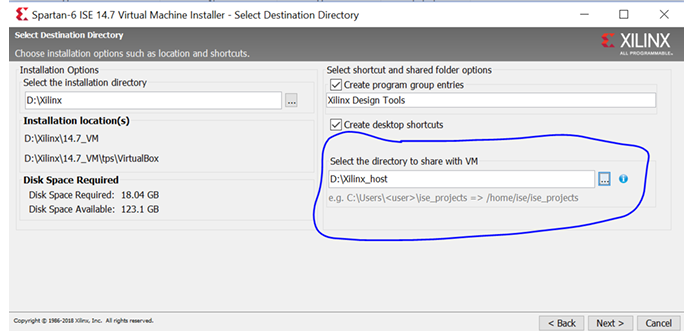 Spartan-6 ISE 14.7 Virtual Machine Installer - Select Destination Directory
Select Destination Directory
Choose installation options such as location and shortcuts.
XILINX
ALL PROGRAMMABLE.
Installation Options
Select the installation directory
D:\Xilinx
...
Installation location(s)
D:\Xilinx\14.7_VM
D:\Xilinx\14.7_VM\tps\VirtualBox
Disk Space Required
Disk Space Required: 18.04 GB
Disk Space Available: 123.1 GB
Select shortcut and shared folder options
Create program group entries
Xilinx Design Tools
Create desktop shortcuts
Select the directory to share with VM
D:\Xilinx_host
...
e.g. C:\Users\<user>\ise_projects => /home/ise/ise_projects
Copyright © 1986-2018 Xilinx, Inc. All rights reserved.
< Back
Next >
Cancel